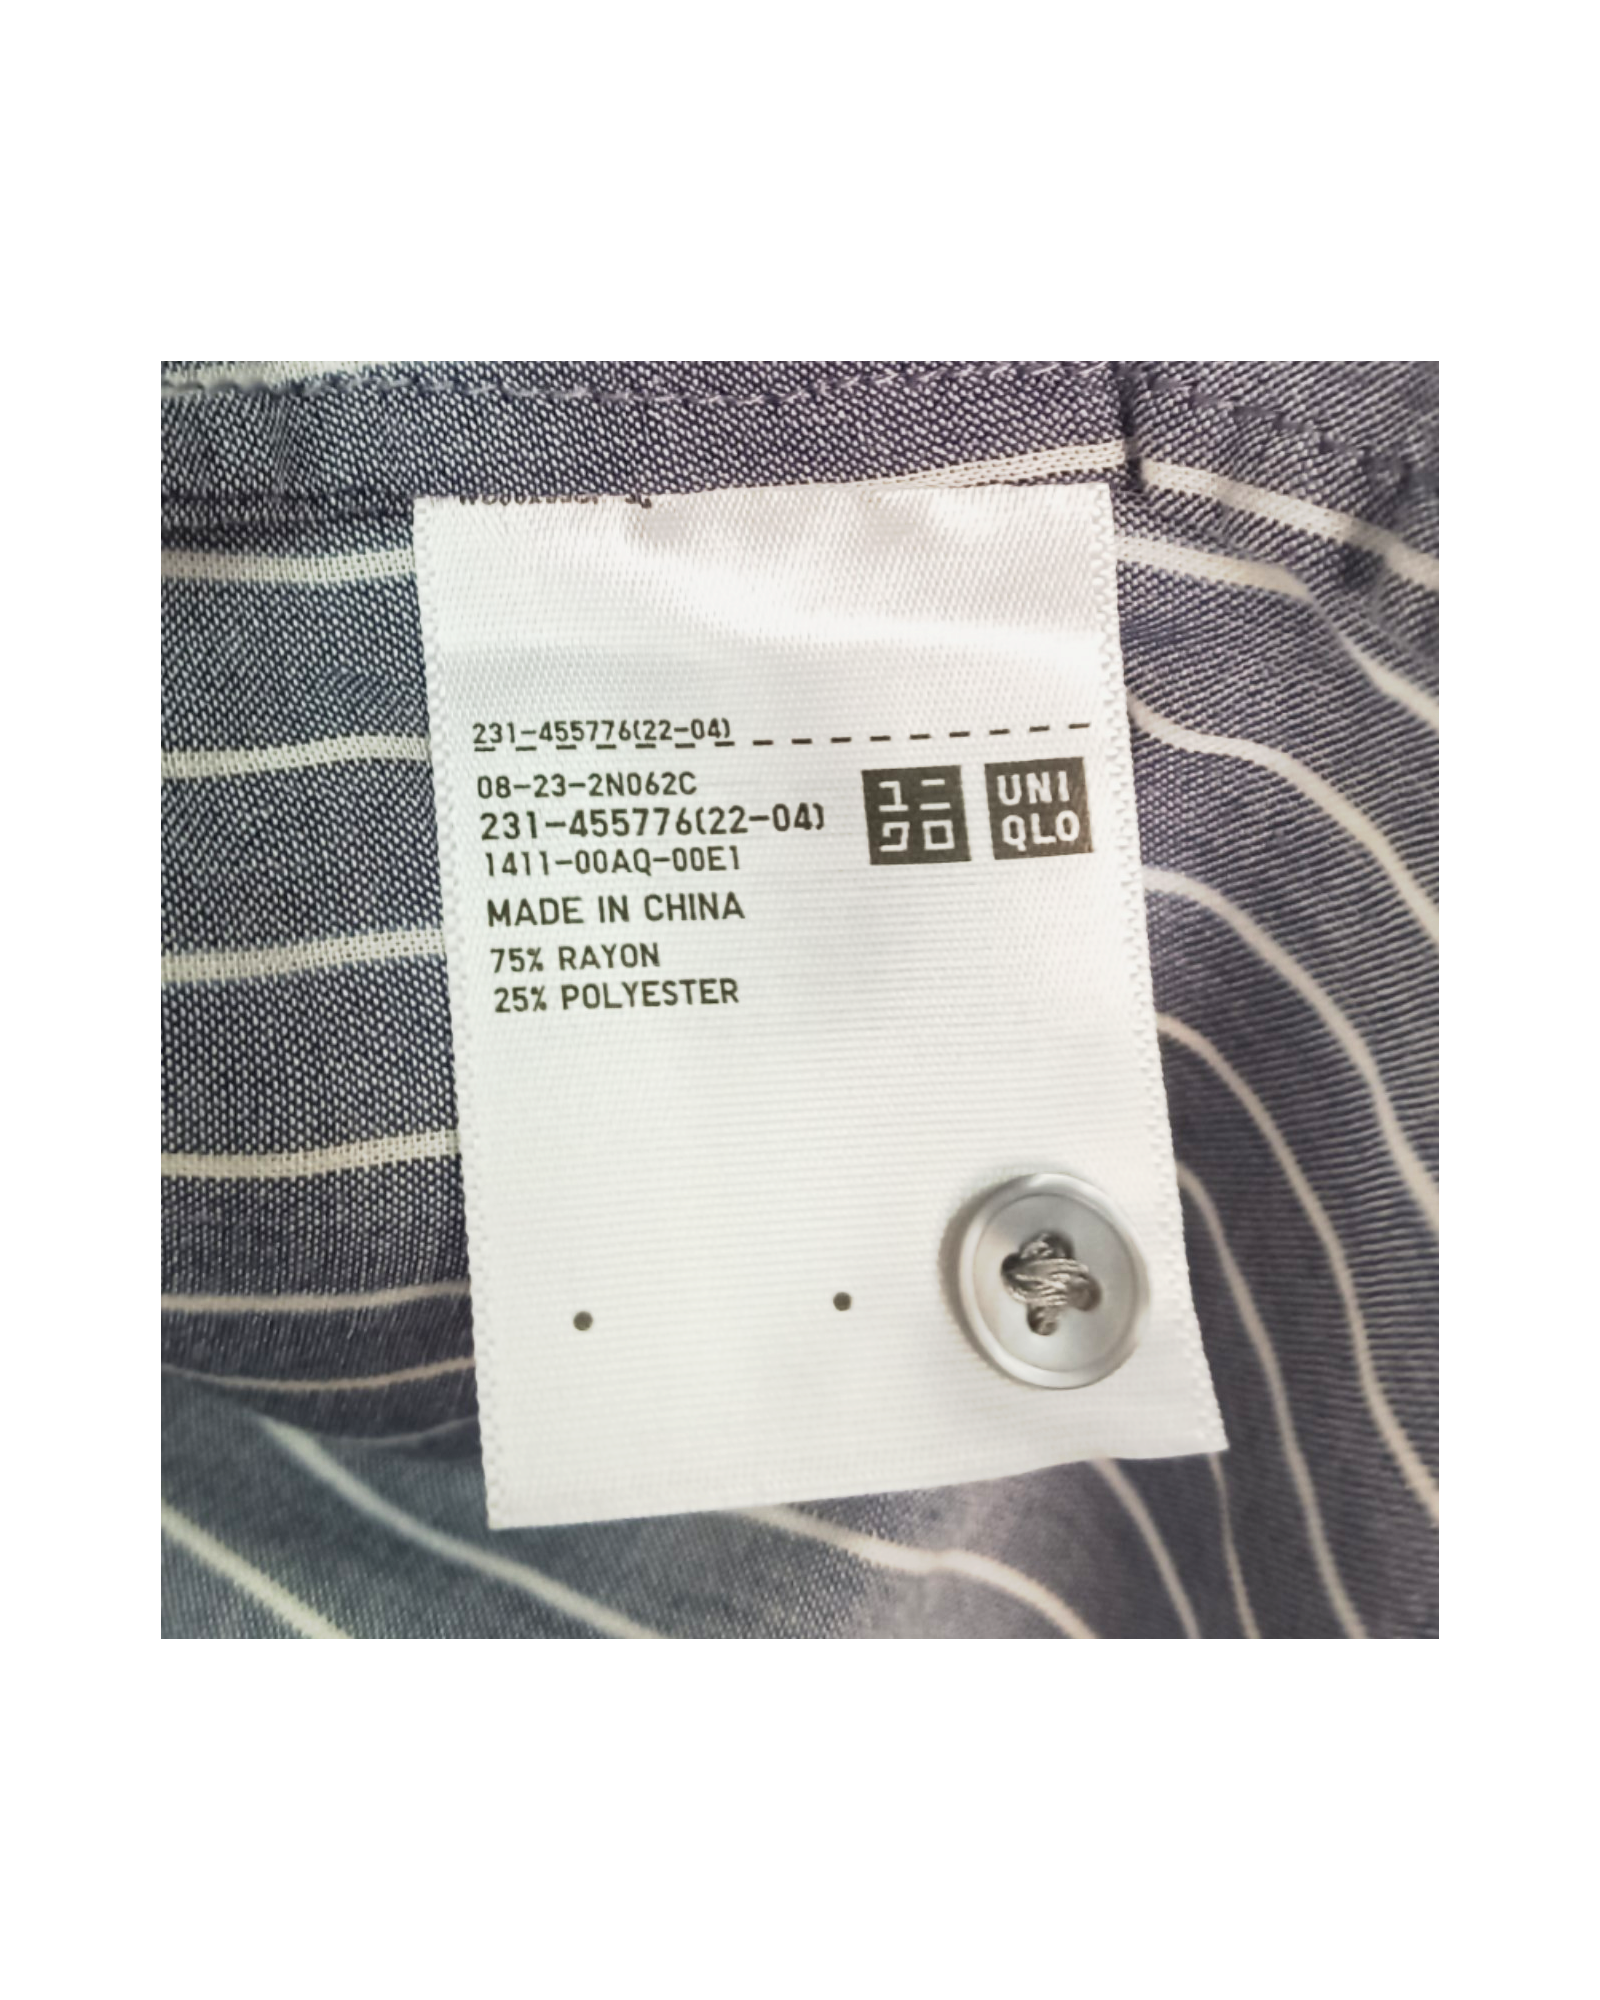 231-455776(22-04)
08-23-2N062C
231-455776(22-04)
1411-00AQ-00E1
MADE IN CHINA
75% RAYON
25% POLYESTER
ユニ
クロ
UNI
QLO